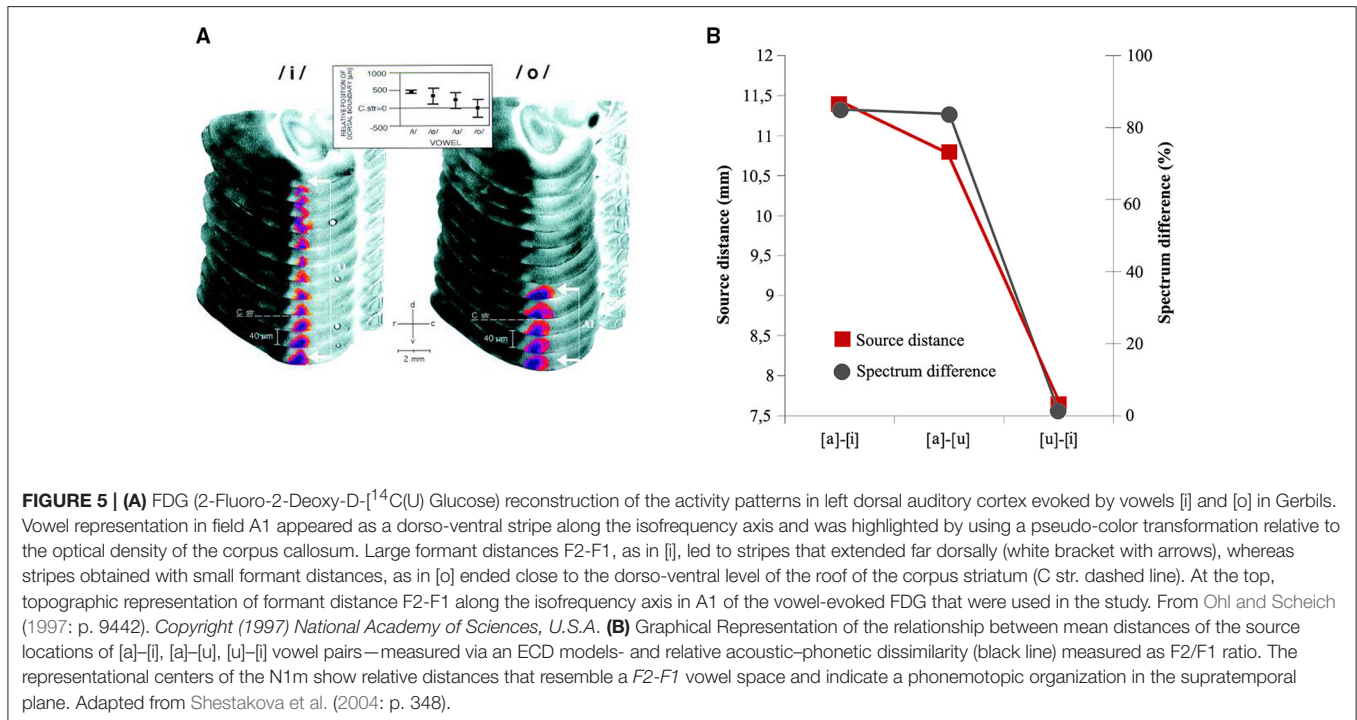 A
/ i /
/ o /
RELATIVE POSITION OF
DORSAL BOUNDARY [µm]
1000
500
C.str=0
-500
/i/ /e/ /u/ /o/
VOWEL
C str
40 µm
d
r c
v
2 mm
C str
40 µm
A1
B
Source distance (mm)
12
11,5
11
10,5
10
9,5
9
8,5
8
7,5
Source distance
Spectrum difference
[a]-[i] [a]-[u] [u]-[i]
100
80
60
40
20
0
Spectrum difference (%)
FIGURE 5 | (A) FDG (2-Fluoro-2-Deoxy-D-[14C(U) Glucose) reconstruction of the activity patterns in left dorsal auditory cortex evoked by vowels [i] and [o] in Gerbils.
Vowel representation in field A1 appeared as a dorso-ventral stripe along the isofrequency axis and was highlighted by using a pseudo-color transformation relative to
the optical density of the corpus callosum. Large formant distances F2-F1, as in [i], led to stripes that extended far dorsally (white bracket with arrows), whereas
stripes obtained with small formant distances, as in [o] ended close to the dorso-ventral level of the roof of the corpus striatum (C str. dashed line). At the top,
topographic representation of formant distance F2-F1 along the isofrequency axis in A1 of the vowel-evoked FDG that were used in the study. From Ohl and Scheich
(1997: p. 9442). Copyright (1997) National Academy of Sciences, U.S.A. (B) Graphical Representation of the relationship between mean distances of the source
locations of [a]–[i], [a]–[u], [u]–[i] vowel pairs—measured via an ECD models- and relative acoustic–phonetic dissimilarity (black line) measured as F2/F1 ratio. The
representational centers of the N1m show relative distances that resemble a F2-F1 vowel space and indicate a phonemotopic organization in the supratemporal
plane. Adapted from Shestakova et al. (2004: p. 348).